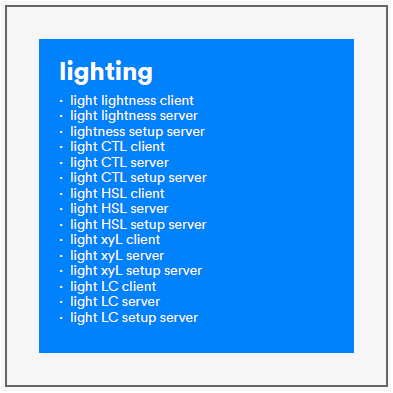 lighting
· light lightness client
· light lightness server
· lightness setup server
· light CTL client
· light CTL server
· light CTL setup server
· light HSL client
· light HSL server
· light HSL setup server
· light xyL client
· light xyL server
· light xyL setup server
· light LC client
· light LC server
· light LC setup server